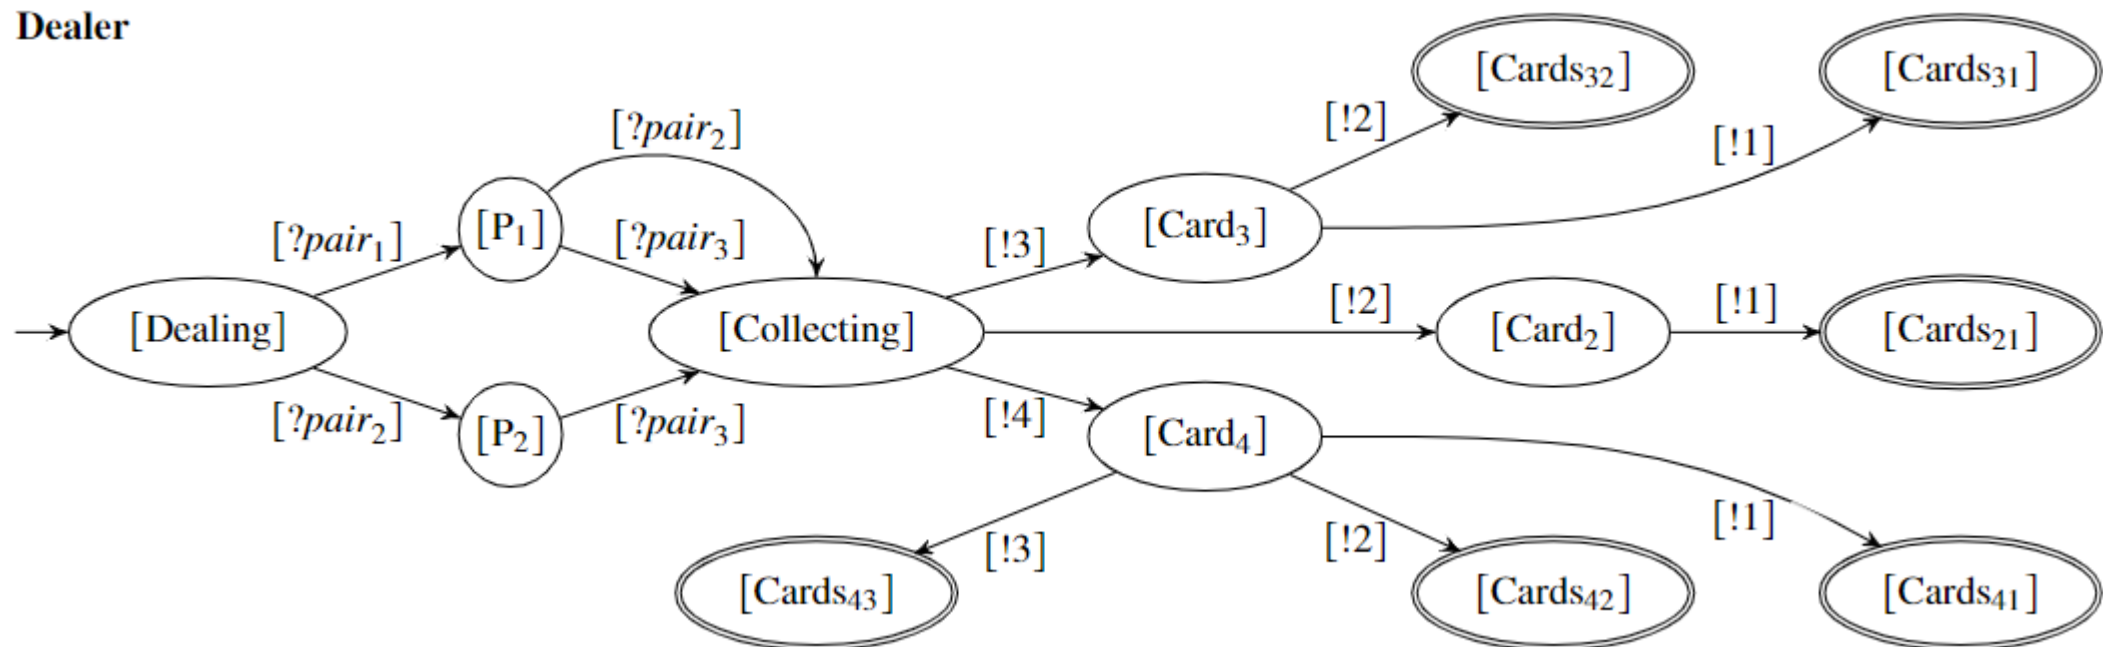 Dealer
[Cards₃₂]
[Cards₃₁]
[?pair₂]
[!2]
[!1]
[P₁]
[Card₃]
[?pair₁]
[?pair₃]
[!3]
[Dealing]
[Collecting]
[!2]
[Card₂]
[!1]
[Cards₂₁]
[?pair₂]
[P₂]
[?pair₃]
[!4]
[Card₄]
[!3]
[!2]
[!1]
[Cards₄₃]
[Cards₄₂]
[Cards₄₁]